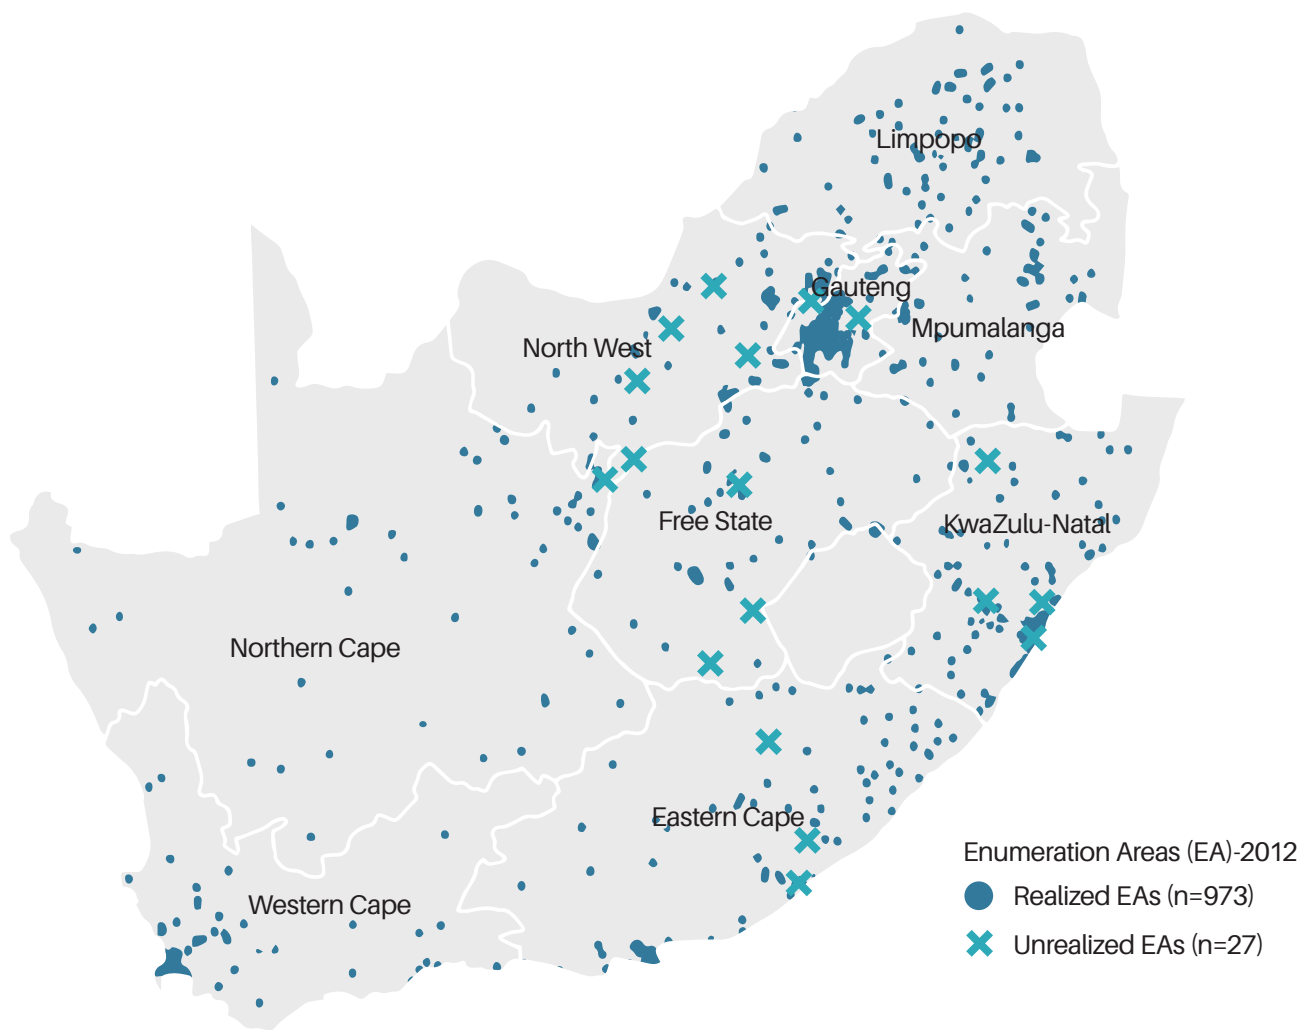 Limpopo
Gauteng
Mpumalanga
North West
Free State
KwaZulu-Natal
Northern Cape
Eastern Cape
Western Cape
Enumeration Areas (EA)-2012
Realized EAs (n=973)
Unrealized EAs (n=27)